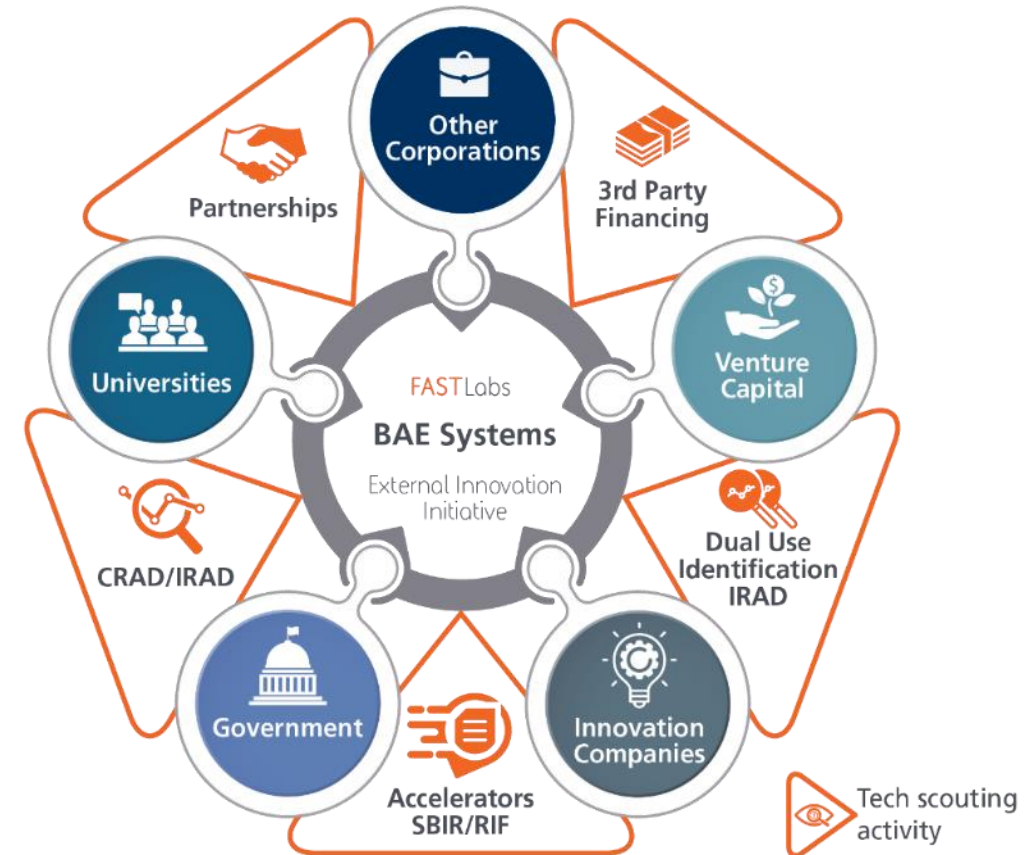 Other
Corporations
Partnerships
3rd Party
Financing
Universities
Venture
Capital
FASTLabs
BAE Systems
External Innovation
Initiative
CRAD/IRAD
Dual Use
Identification
IRAD
Government
Innovation
Companies
Accelerators
SBIR/RIF
Tech scouting
activity